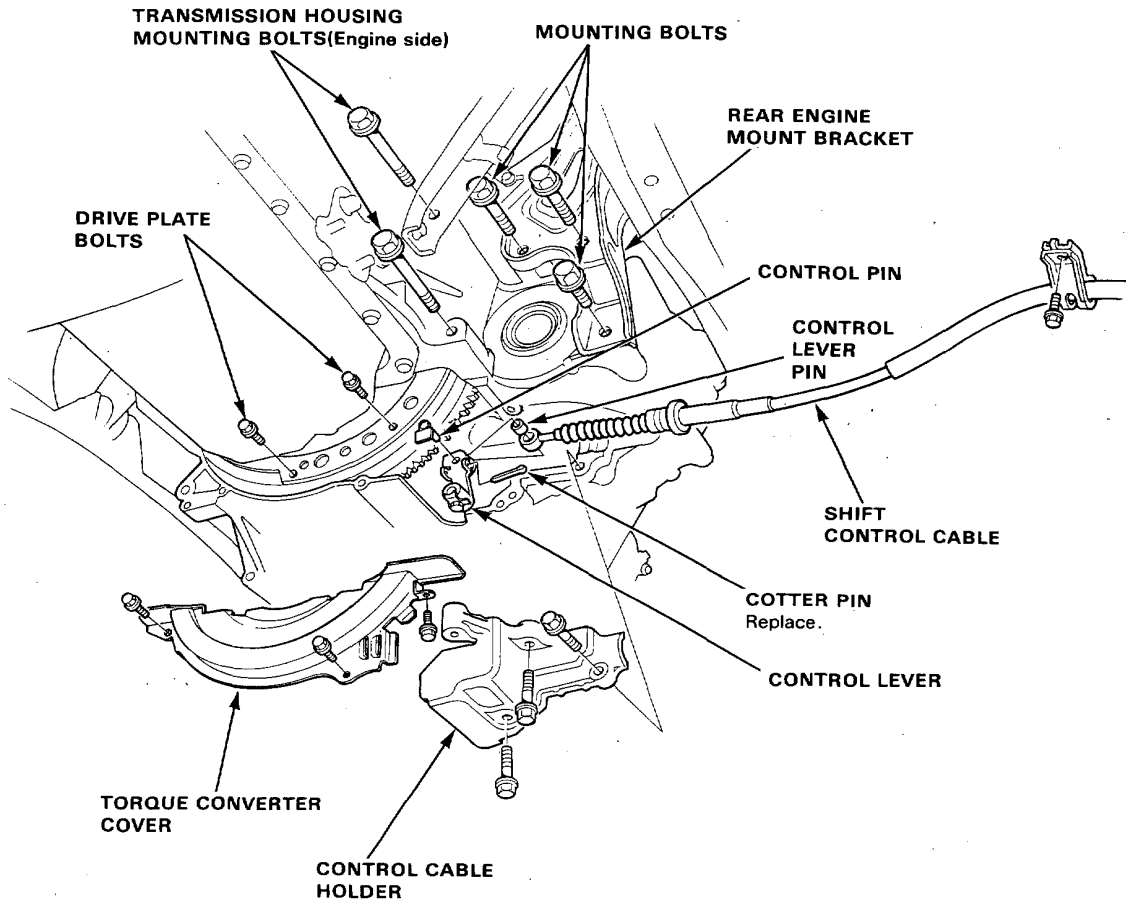 TRANSMISSION HOUSING
MOUNTING BOLTS(Engine side)
MOUNTING BOLTS
REAR ENGINE
MOUNT BRACKET
DRIVE PLATE
BOLTS
CONTROL PIN
CONTROL
LEVER
PIN
SHIFT
CONTROL CABLE
COTTER PIN
Replace.
CONTROL LEVER
TORQUE CONVERTER
COVER
CONTROL CABLE
HOLDER